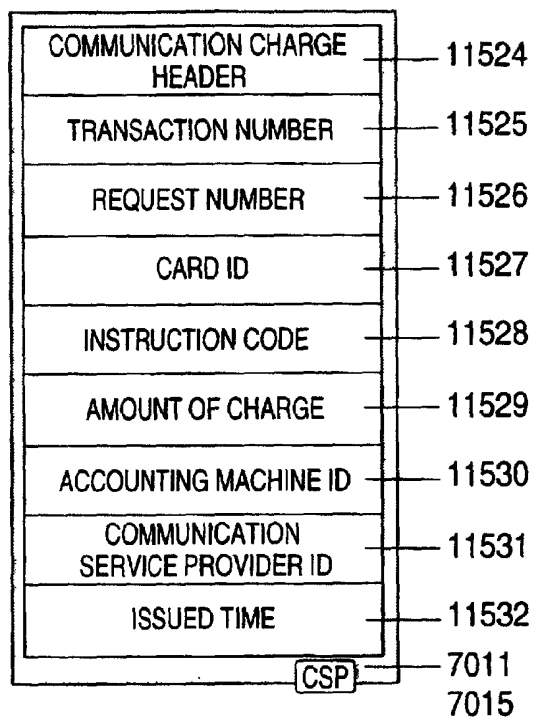 COMMUNICATION CHARGE
HEADER 11524
TRANSACTION NUMBER 11525
REQUEST NUMBER 11526
CARD ID 11527
INSTRUCTION CODE 11528
AMOUNT OF CHARGE 11529
ACCOUNTING MACHINE ID 11530
COMMUNICATION
SERVICE PROVIDER ID 11531
ISSUED TIME 11532
CSP 7011
7015